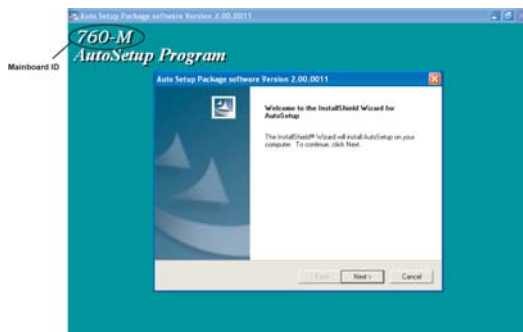 Auto Setup Package software Version 2.00.0011
760-M
AutoSetup Program
Mainboard ID
Auto Setup Package software Version 2.00.0011
Welcome to the InstallShield Wizard for
AutoSetup
The InstallShield® Wizard will install AutoSetup on your
computer. To continue, click Next.
< Back
Next >
Cancel